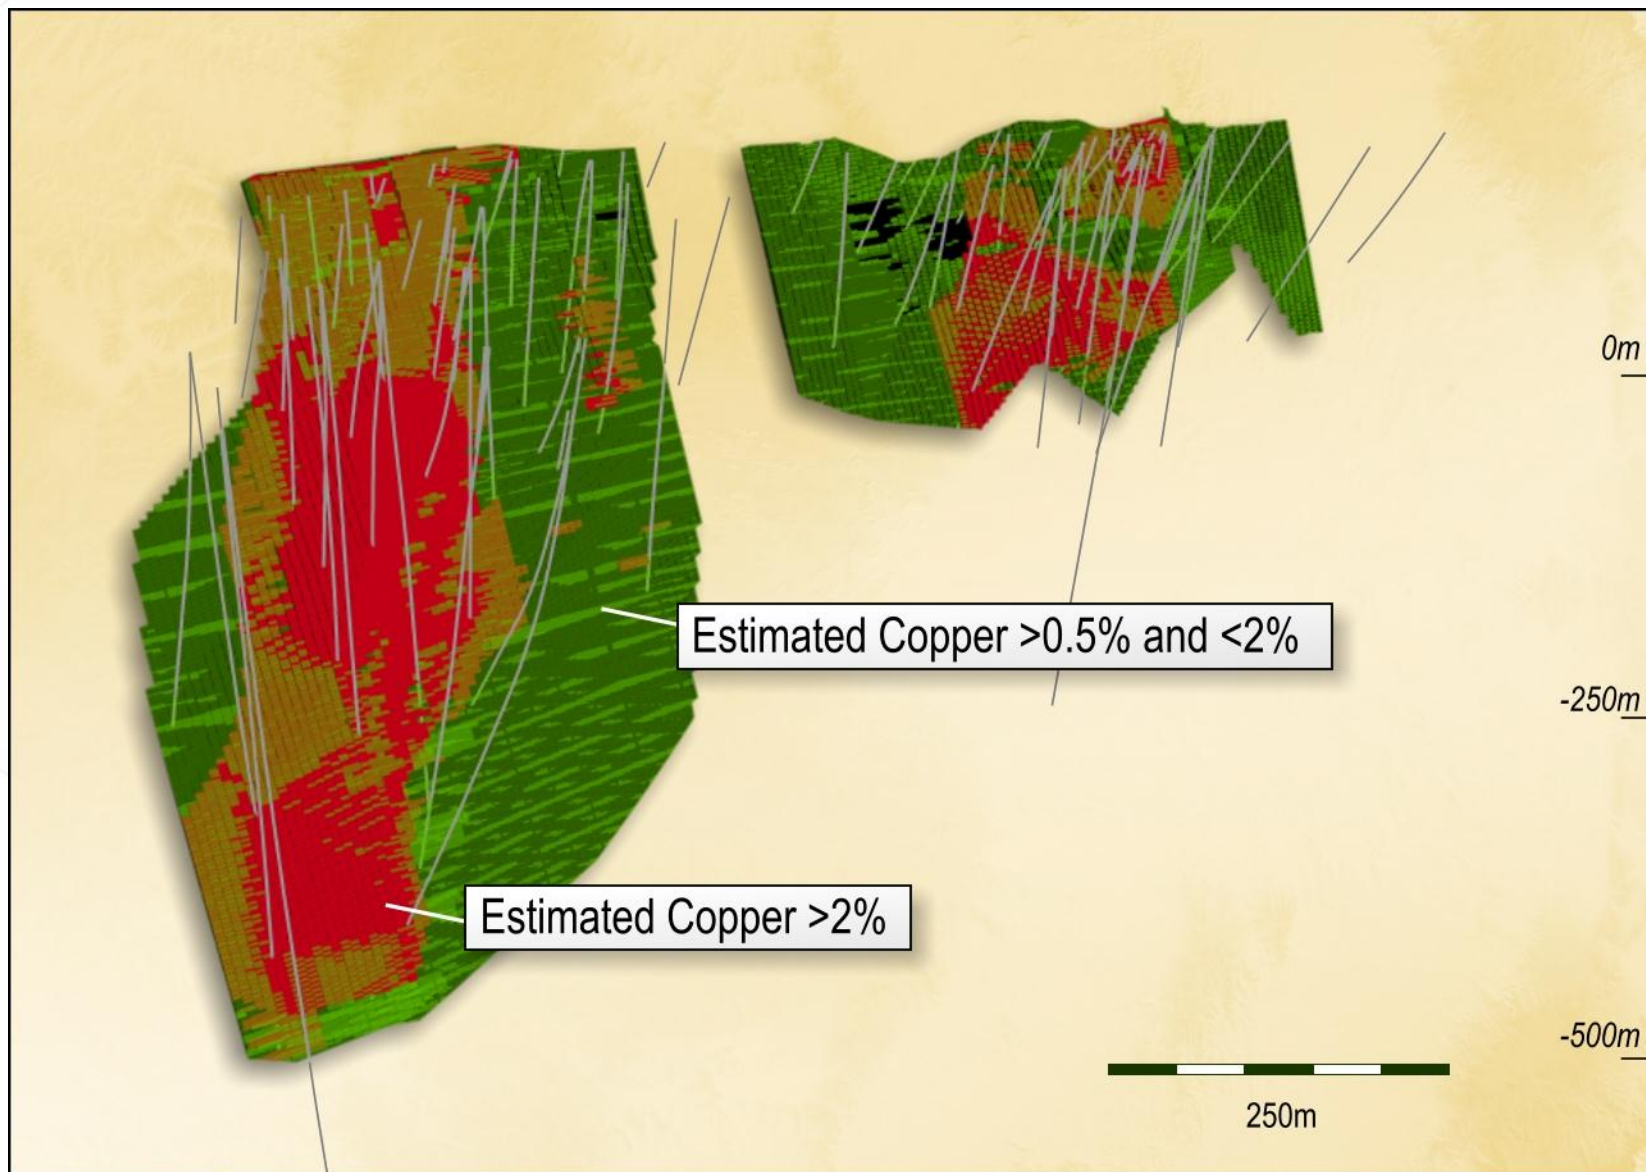 0m
Estimated Copper >0.5% and <2%
-250m
Estimated Copper >2%
-500m
250m